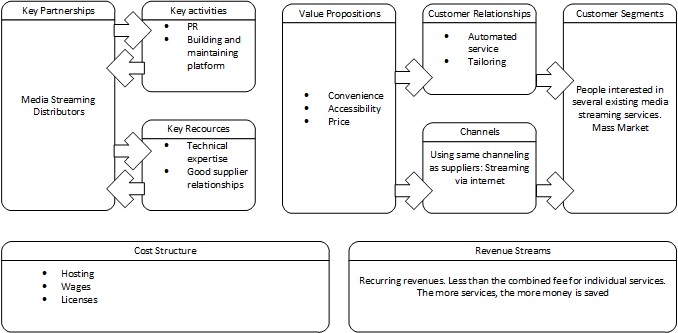 Key Partnerships
Media Streaming
Distributors
Key activities
PR
Building and
maintaining
platform
Key Recources
Technical
expertise
Good supplier
relationships
Value Propositions
Convenience
Accessibility
Price
Customer Relationships
Automated
service
Tailoring
Channels
Using same channeling
as suppliers: Streaming
via internet
Customer Segments
People interested in
several existing media
streaming services.
Mass Market
Cost Structure
Hosting
Wages
Licenses
Revenue Streams
Recurring revenues. Less than the combined fee for individual services.
The more services, the more money is saved